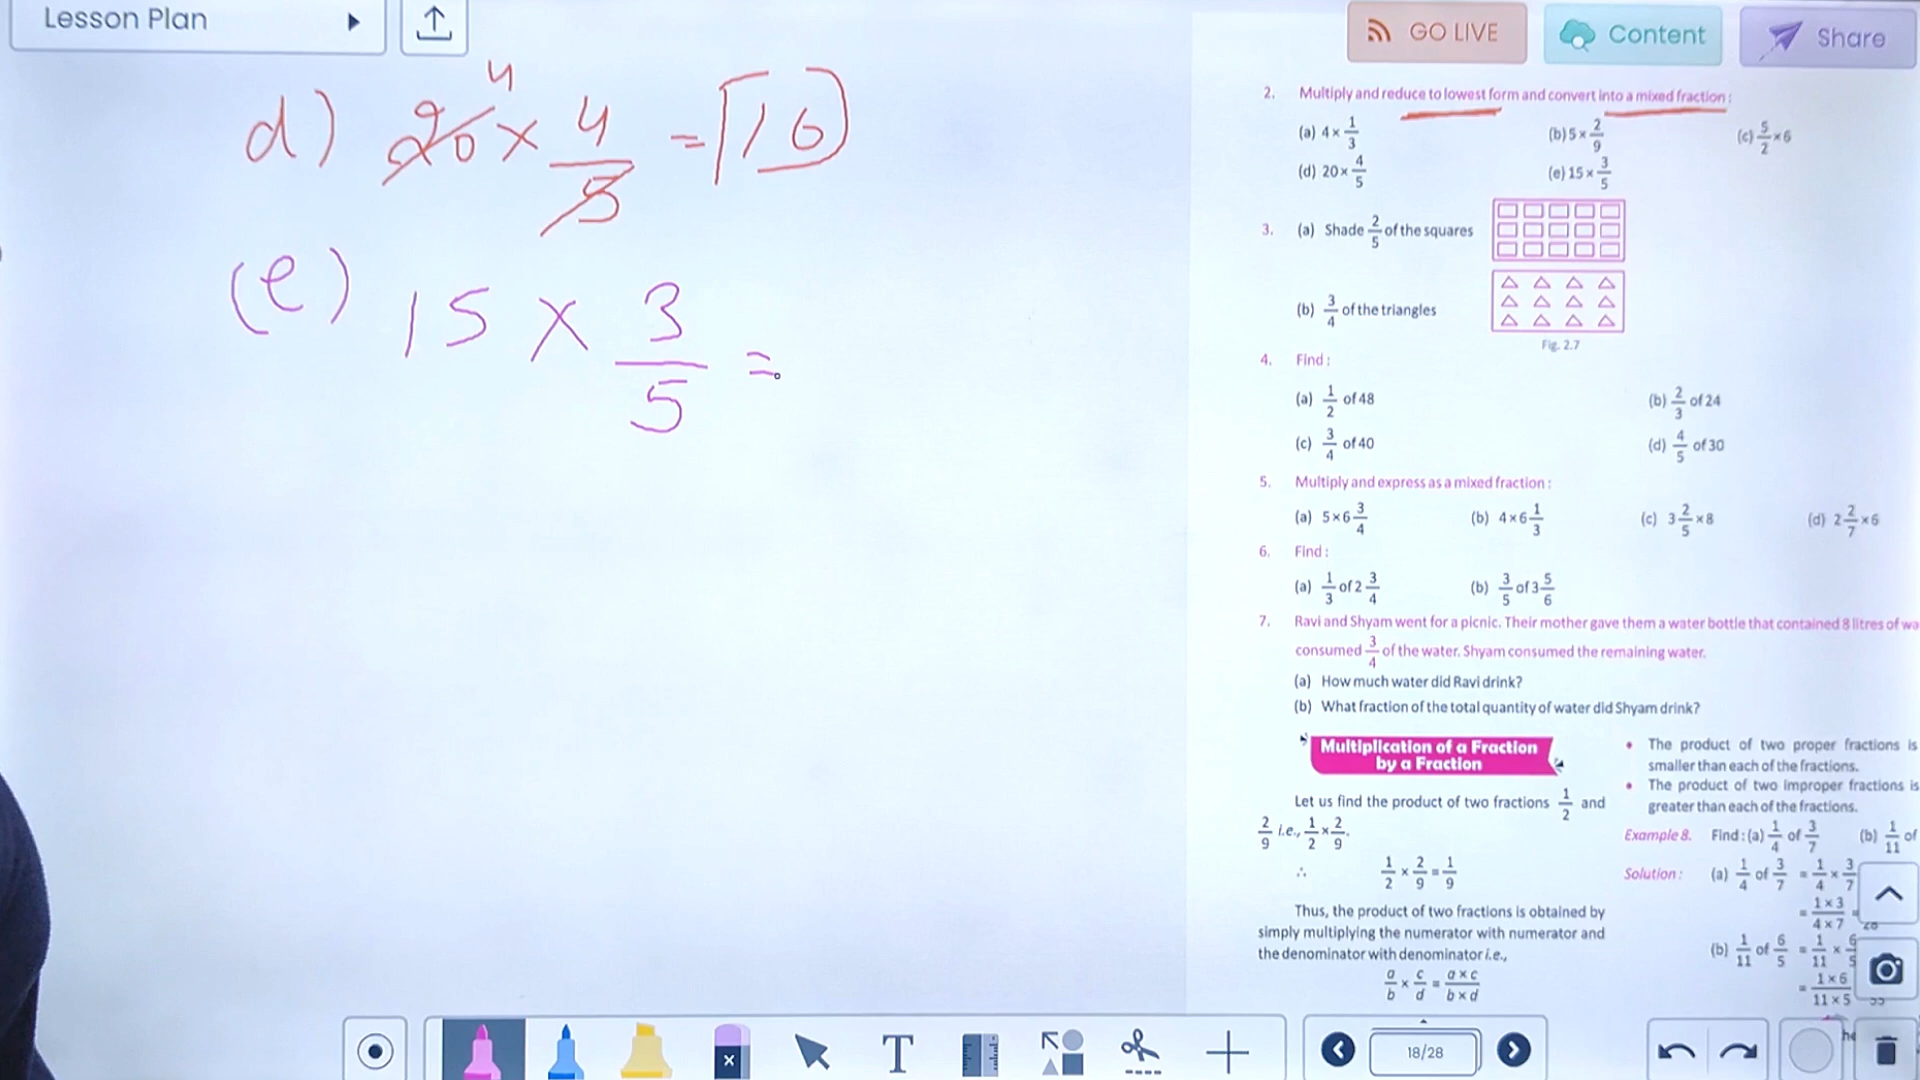 Lesson Plan
GO LIVE
Content
Share
d) 20 4 × 4/5 = 16
(e) 15 × 3/5 =
2. Multiply and reduce to lowest form and convert into a mixed fraction :
(a) 4× 1/3 (b) 5× 2/9 (c) 5/2 ×6
(d) 20× 4/5 (e) 15× 3/5
3. (a) Shade 2/5 of the squares
(b) 3/4 of the triangles
Fig. 2.7
4. Find :
(a) 1/2 of 48 (b) 2/3 of 24
(c) 3/4 of 40 (d) 4/5 of 30
5. Multiply and express as a mixed fraction :
(a) 5×6 3/4 (b) 4×6 1/3 (c) 3 2/5 ×8 (d) 2 2/7 ×6
6. Find :
(a) 1/3 of 2 3/4 (b) 3/5 of 3 5/6
7. Ravi and Shyam went for a picnic. Their mother gave them a water bottle that contained 8 litres of wa
consumed 3/4 of the water. Shyam consumed the remaining water.
(a) How much water did Ravi drink?
(b) What fraction of the total quantity of water did Shyam drink?
Multiplication of a Fraction
by a Fraction
Let us find the product of two fractions 1/2 and
2/9 i.e., 1/2 × 2/9.
∴ 1/2 × 2/9 = 1/9
Thus, the product of two fractions is obtained by
simply multiplying the numerator with numerator and
the denominator with denominator i.e.,
a/b × c/d = a×c/b×d
• The product of two proper fractions is
smaller than each of the fractions.
• The product of two improper fractions is
greater than each of the fractions.
Example 8. Find : (a) 1/4 of 3/7 (b) 1/11 of
Solution : (a) 1/4 of 3/7 = 1/4 × 3/7
= 1×3/4×7 =
(b) 1/11 of 6/5 = 1/11 × 6/5
= 1×6/11×5
T
18/28